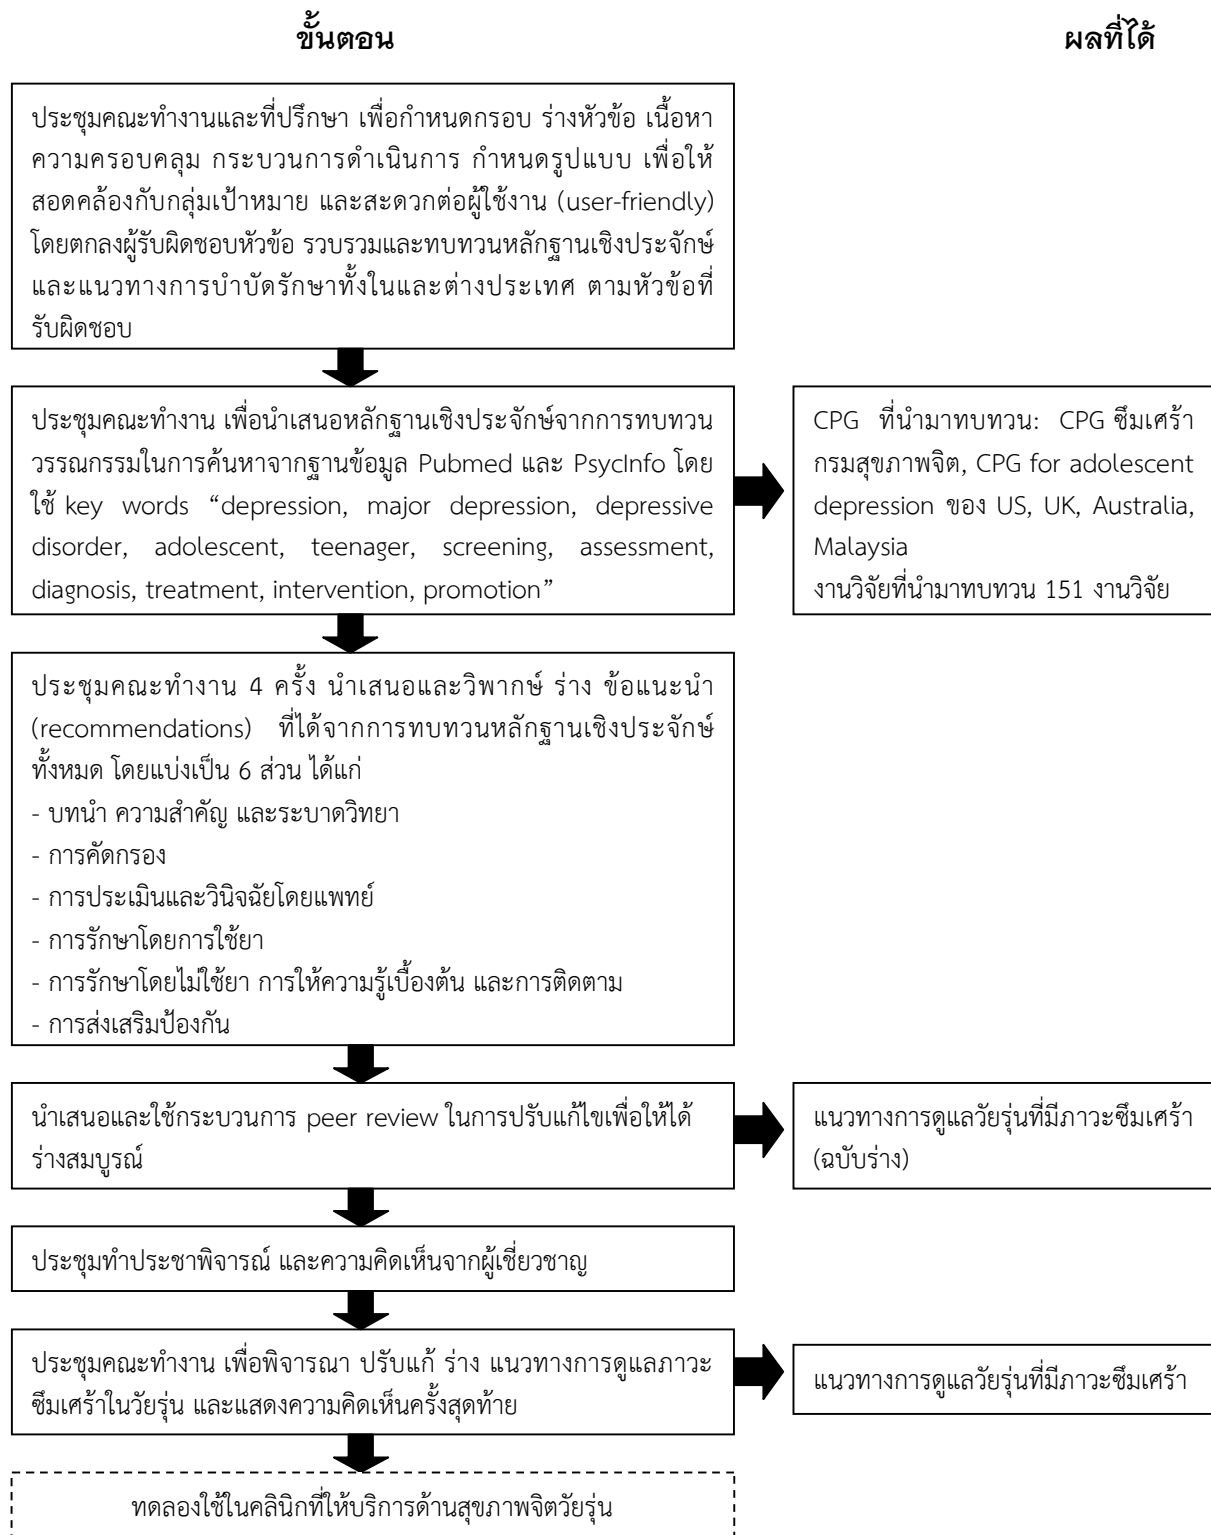 ขั้นตอน
ผลที่ได้
ประชุมคณะทำงานและที่ปรึกษา เพื่อกำหนดกรอบ ร่างหัวข้อ เนื้อหา
ความครอบคลุม กระบวนการดำเนินการ กำหนดรูปแบบ เพื่อให้
สอดคล้องกับกลุ่มเป้าหมาย และสะดวกต่อผู้ใช้งาน (user-friendly)
โดยตกลงผู้รับผิดชอบหัวข้อ รวบรวมและทบทวนหลักฐานเชิงประจักษ์
และแนวทางการบำบัดรักษาทั้งในและต่างประเทศ ตามหัวข้อที่
รับผิดชอบ
ประชุมคณะทำงาน เพื่อนำเสนอหลักฐานเชิงประจักษ์จากการทบทวน
วรรณกรรมในการค้นหาจากฐานข้อมูล Pubmed และ PsycInfo โดย
ใช้ key words “depression, major depression, depressive
disorder, adolescent, teenager, screening, assessment,
diagnosis, treatment, intervention, promotion”
CPG ที่นำมาทบทวน: CPG ซึมเศร้า
กรมสุขภาพจิต, CPG for adolescent
depression ของ US, UK, Australia,
Malaysia
งานวิจัยที่นำมาทบทวน 151 งานวิจัย
ประชุมคณะทำงาน 4 ครั้ง นำเสนอและวิพากษ์ ร่าง ข้อแนะนำ
(recommendations) ที่ได้จากการทบทวนหลักฐานเชิงประจักษ์
ทั้งหมด โดยแบ่งเป็น 6 ส่วน ได้แก่
- บทนำ ความสำคัญ และระบาดวิทยา
- การคัดกรอง
- การประเมินและวินิจฉัยโดยแพทย์
- การรักษาโดยการใช้ยา
- การรักษาโดยไม่ใช้ยา การให้ความรู้เบื้องต้น และการติดตาม
- การส่งเสริมป้องกัน
นำเสนอและใช้กระบวนการ peer review ในการปรับแก้ไขเพื่อให้ได้
ร่างสมบูรณ์
แนวทางการดูแลวัยรุ่นที่มีภาวะซึมเศร้า
(ฉบับร่าง)
ประชุมทำประชาพิจารณ์ และความคิดเห็นจากผู้เชี่ยวชาญ
ประชุมคณะทำงาน เพื่อพิจารณา ปรับแก้ ร่าง แนวทางการดูแลภาวะ
ซึมเศร้าในวัยรุ่น และแสดงความคิดเห็นครั้งสุดท้าย
แนวทางการดูแลวัยรุ่นที่มีภาวะซึมเศร้า
ทดลองใช้ในคลินิกที่ให้บริการด้านสุขภาพจิตวัยรุ่น